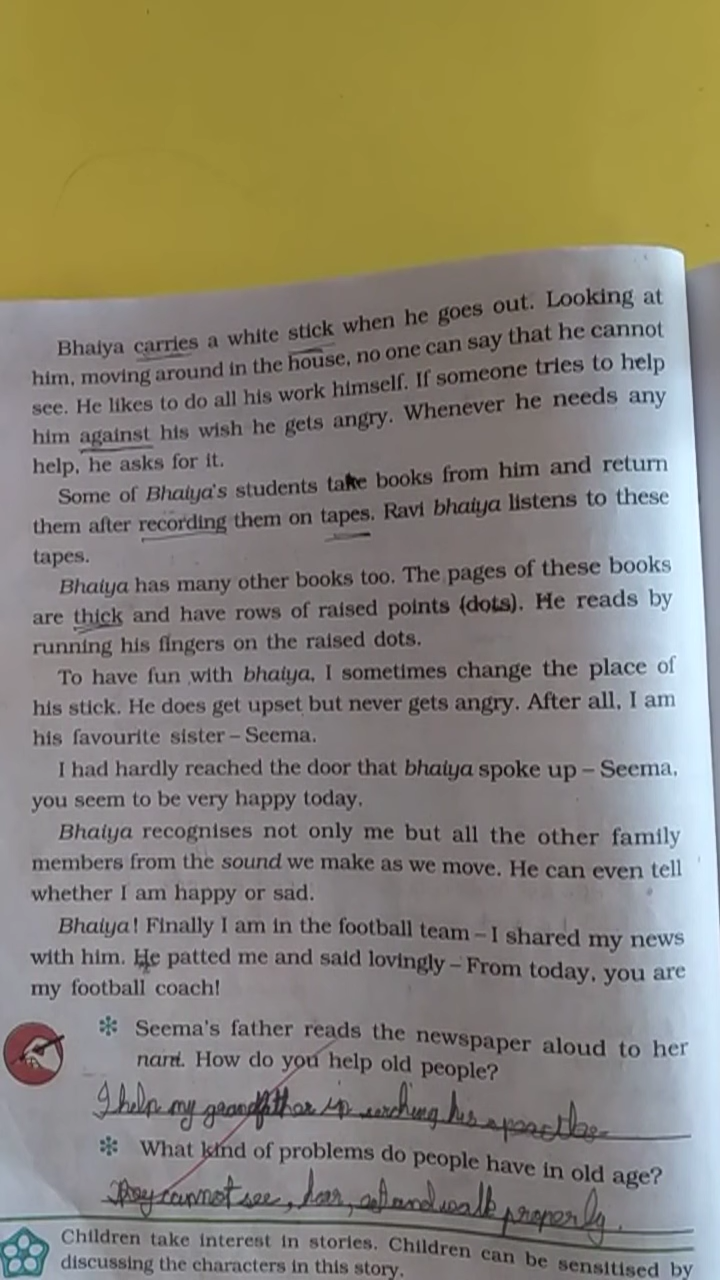 Bhaiya carries a white stick when he goes out. Looking at
him, moving around in the house, no one can say that he cannot
see. He likes to do all his work himself. If someone tries to help
him against his wish he gets angry. Whenever he needs any
help, he asks for it.
Some of Bhaiya's students take books from him and return
them after recording them on tapes. Ravi bhaiya listens to these
tapes.
Bhaiya has many other books too. The pages of these books
are thick and have rows of raised points (dots). He reads by
running his fingers on the raised dots.
To have fun with bhaiya, I sometimes change the place of
his stick. He does get upset but never gets angry. After all, I am
his favourite sister – Seema.
I had hardly reached the door that bhaiya spoke up – Seema,
you seem to be very happy today.
Bhaiya recognises not only me but all the other family
members from the sound we make as we move. He can even tell
whether I am happy or sad.
Bhaiya! Finally I am in the football team – I shared my news
with him. He patted me and said lovingly – From today, you are
my football coach!
Seema's father reads the newspaper aloud to her
nani. How do you help old people?
I help my grandfather in his
What kind of problems do people have in old age?
They cannot see, hear, and walk properly.
Children take interest in stories. Children can be sensitised by
discussing the characters in this story.